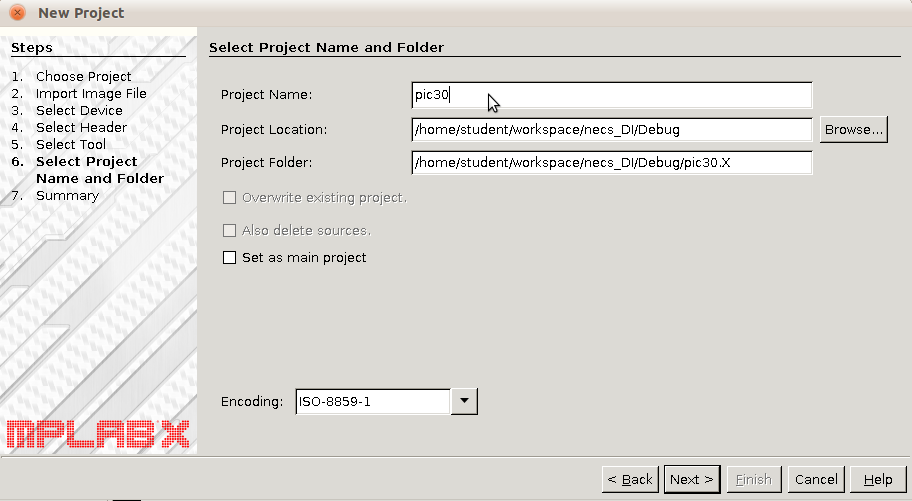 New Project
Steps
1. Choose Project
2. Import Image File
3. Select Device
4. Select Header
5. Select Tool
6. Select Project
Name and Folder
7. Summary
Select Project Name and Folder
Project Name: pic30
Project Location: /home/student/workspace/necs_DI/Debug Browse...
Project Folder: /home/student/workspace/necs_DI/Debug/pic30.X
Overwrite existing project.
Also delete sources.
Set as main project
Encoding: ISO-8859-1
MPLAB X
< Back Next > Finish Cancel Help